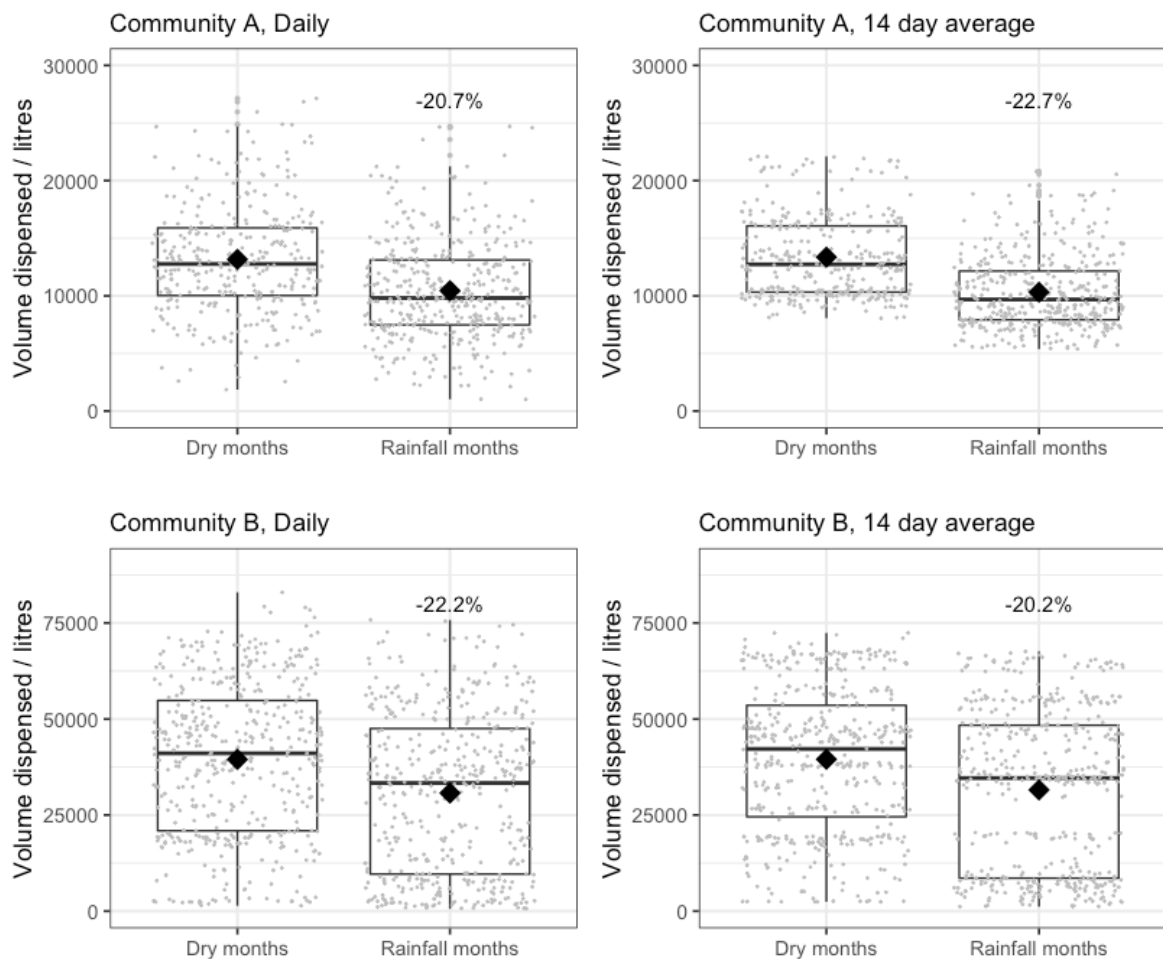 Community A, Daily
Volume dispensed / litres
30000
20000
10000
0
-20.7%
Dry months
Rainfall months
Community A, 14 day average
Volume dispensed / litres
30000
20000
10000
0
-22.7%
Dry months
Rainfall months
Community B, Daily
Volume dispensed / litres
75000
50000
25000
0
-22.2%
Dry months
Rainfall months
Community B, 14 day average
Volume dispensed / litres
75000
50000
25000
0
-20.2%
Dry months
Rainfall months